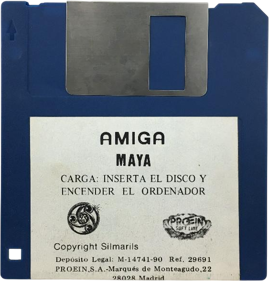 AMIGA
MAYA
CARGA: INSERTA EL DISCO Y
ENCENDER EL ORDENADOR
PROEIN
SOFT LINE
Copyright Silmarils
Deposito Legal: M-14741-90 Ref. 29691
PROEIN,S.A.-Marqués de Monteagudo,22
28028 Madrid